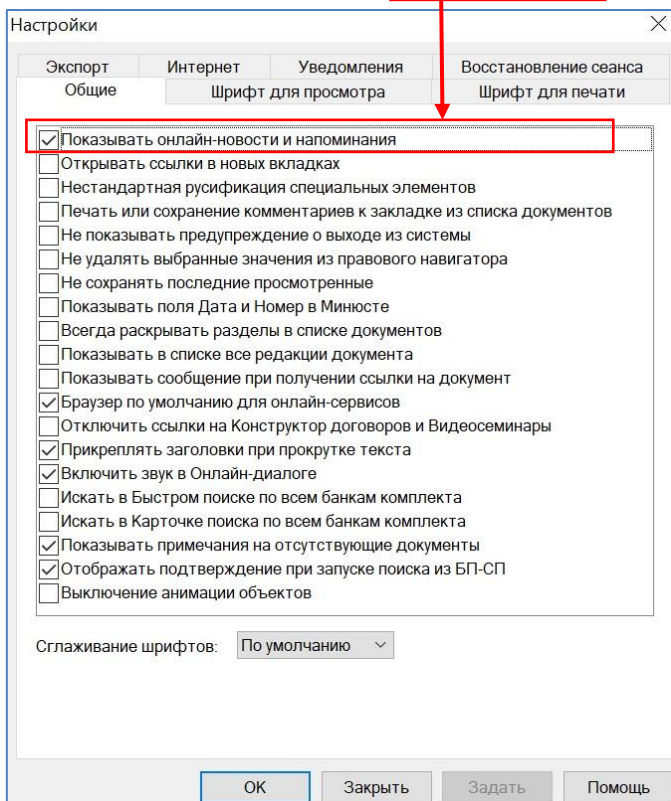 Настройки
Экспорт Интернет Уведомления Восстановление сеанса
Общие Шрифт для просмотра Шрифт для печати
Показывать онлайн-новости и напоминания
Открывать ссылки в новых вкладках
Нестандартная русификация специальных элементов
Печать или сохранение комментариев к закладке из списка документов
Не показывать предупреждение о выходе из системы
Не удалять выбранные значения из правового навигатора
Не сохранять последние просмотренные
Показывать поля Дата и Номер в Минюсте
Всегда раскрывать разделы в списке документов
Показывать в списке все редакции документа
Показывать сообщение при получении ссылки на документ
Браузер по умолчанию для онлайн-сервисов
Отключить ссылки на Конструктор договоров и Видеосеминары
Прикреплять заголовки при прокрутке текста
Включить звук в Онлайн-диалоге
Искать в Быстром поиске по всем банкам комплекта
Искать в Карточке поиска по всем банкам комплекта
Показывать примечания на отсутствующие документы
Отображать подтверждение при запуске поиска из БП-СП
Выключение анимации объектов
Сглаживание шрифтов: По умолчанию
ОК Закрыть Задать Помощь